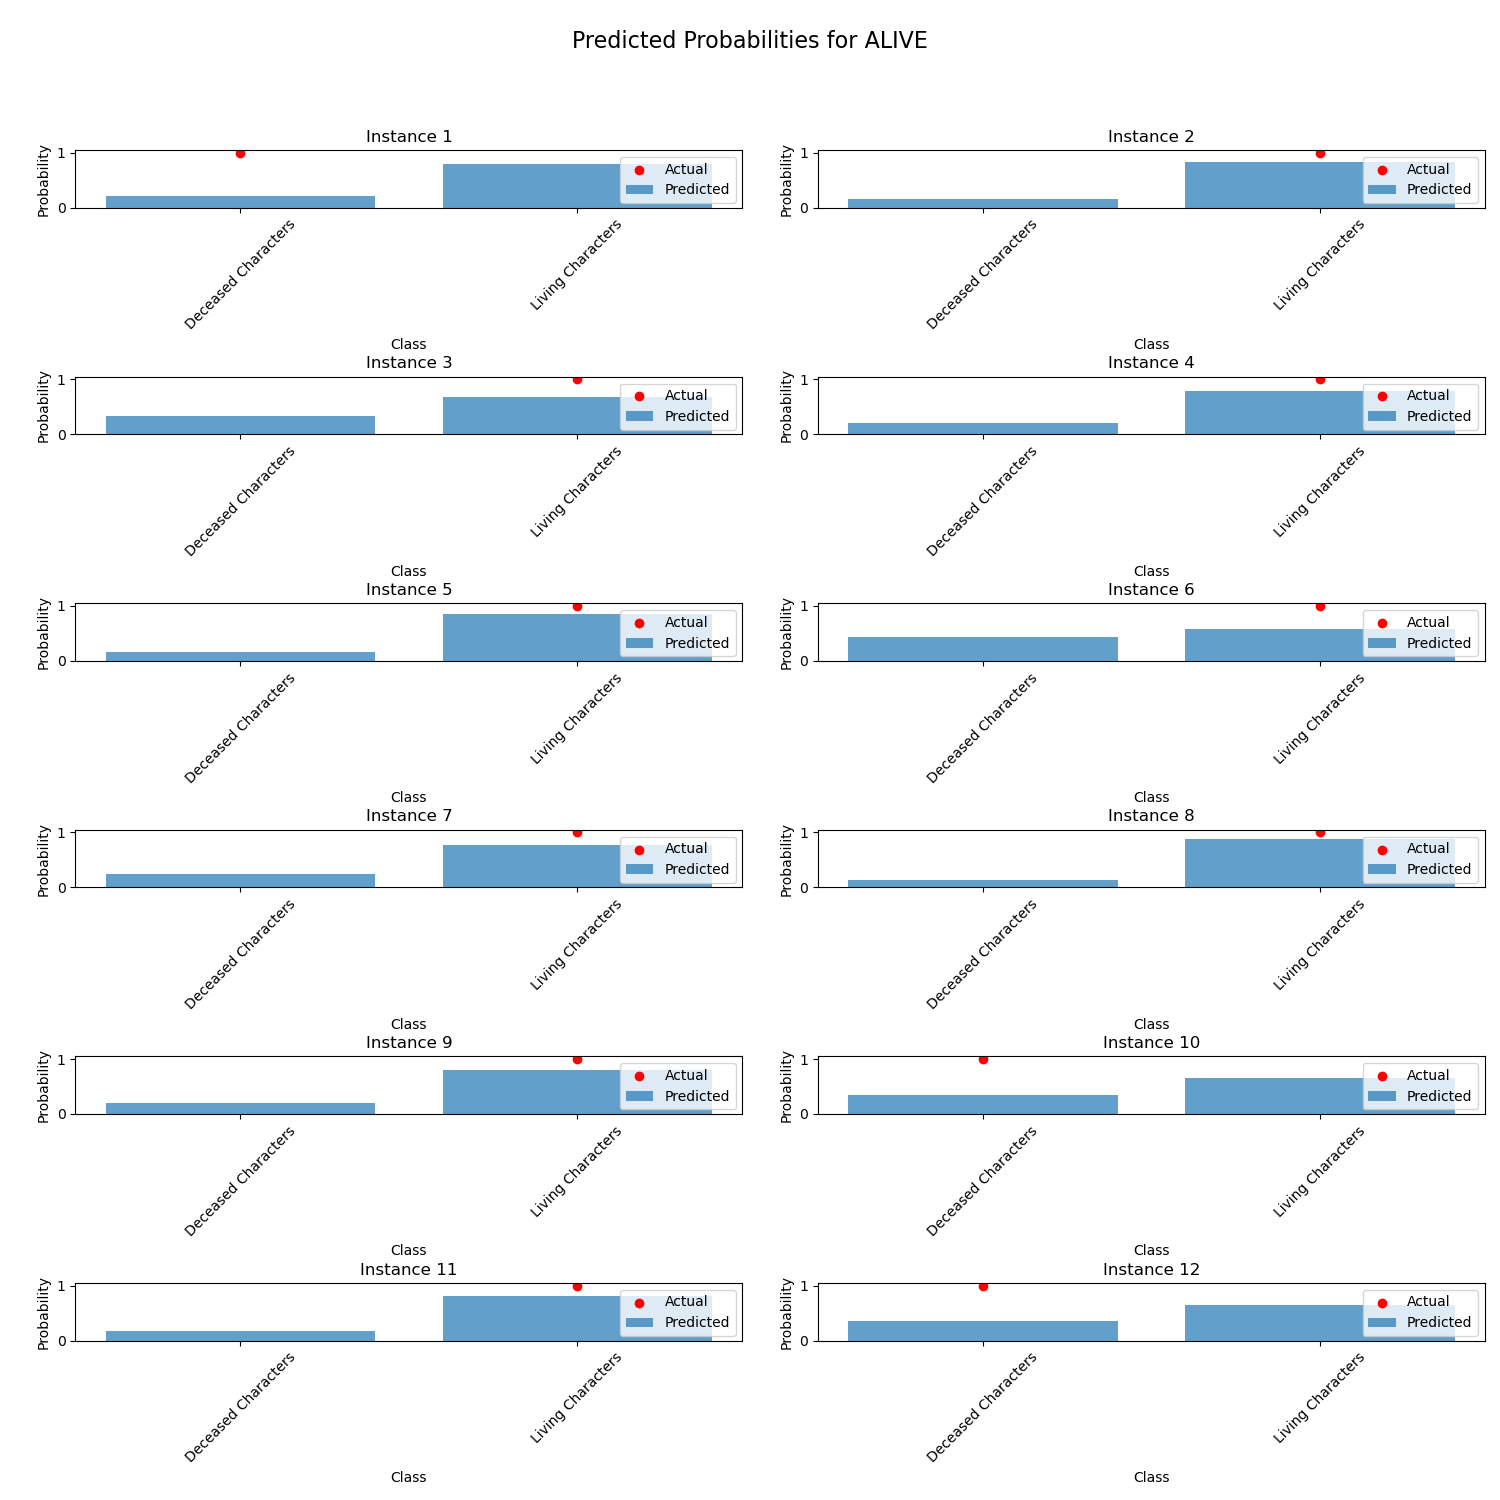 Predicted Probabilities for ALIVE
Instance 1
Probability
1
0
Actual
Predicted
Deceased Characters
Living Characters
Class
Instance 2
Probability
1
0
Actual
Predicted
Deceased Characters
Living Characters
Class
Instance 3
Probability
1
0
Actual
Predicted
Deceased Characters
Living Characters
Class
Instance 4
Probability
1
0
Actual
Predicted
Deceased Characters
Living Characters
Class
Instance 5
Probability
1
0
Actual
Predicted
Deceased Characters
Living Characters
Class
Instance 6
Probability
1
0
Actual
Predicted
Deceased Characters
Living Characters
Class
Instance 7
Probability
1
0
Actual
Predicted
Deceased Characters
Living Characters
Class
Instance 8
Probability
1
0
Actual
Predicted
Deceased Characters
Living Characters
Class
Instance 9
Probability
1
0
Actual
Predicted
Deceased Characters
Living Characters
Class
Instance 10
Probability
1
0
Actual
Predicted
Deceased Characters
Living Characters
Class
Instance 11
Probability
1
0
Actual
Predicted
Deceased Characters
Living Characters
Class
Instance 12
Probability
1
0
Actual
Predicted
Deceased Characters
Living Characters
Class